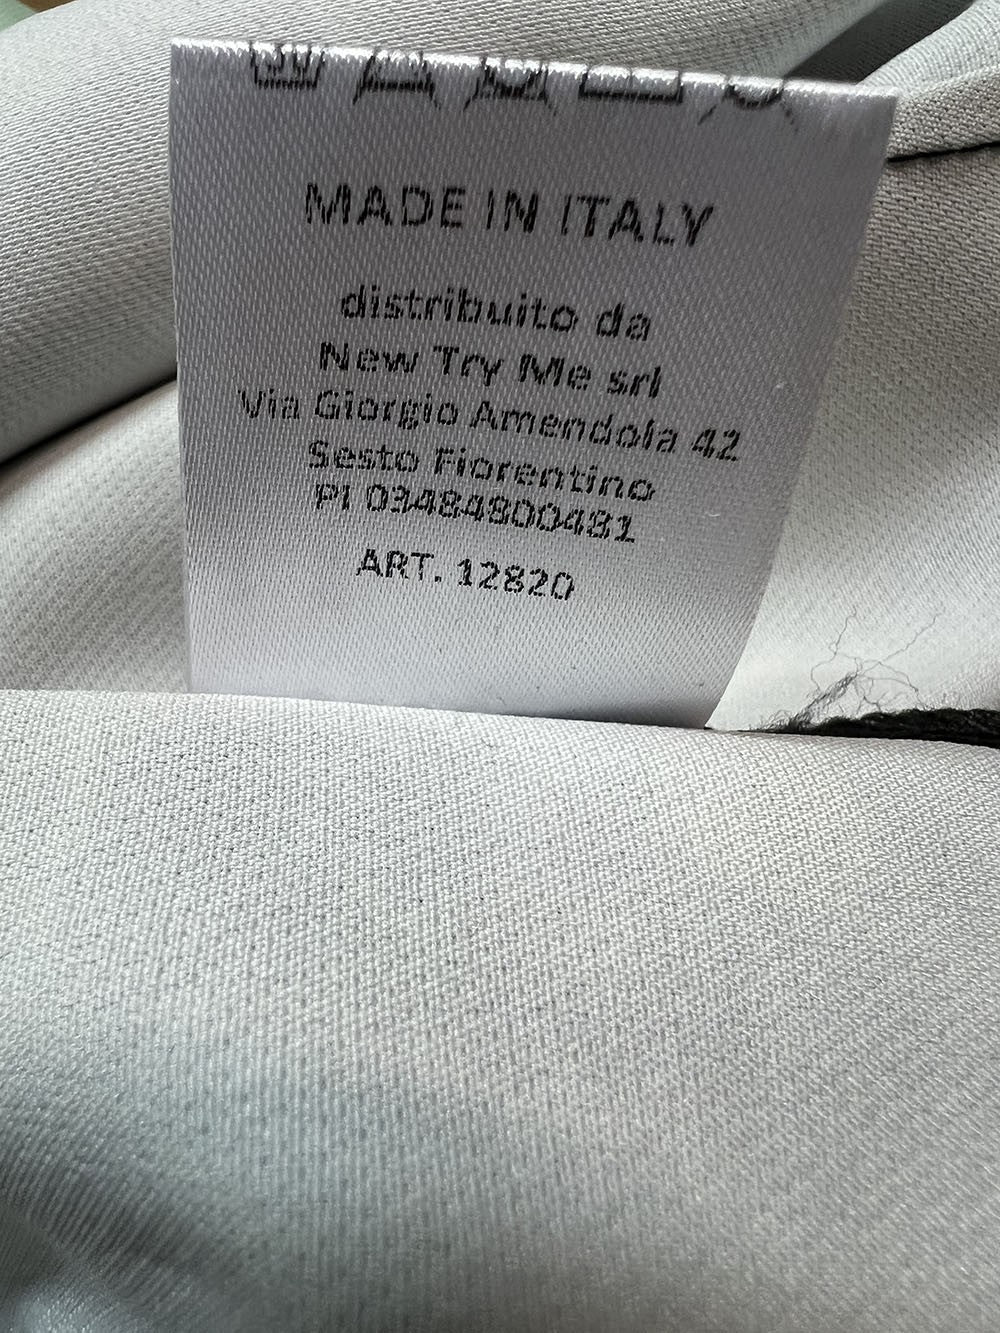 MADE IN ITALY
distribuito da
New Try Me srl
Via Giorgio Amendola 42
Sesto Fiorentino
PI 03484800481
ART. 12820